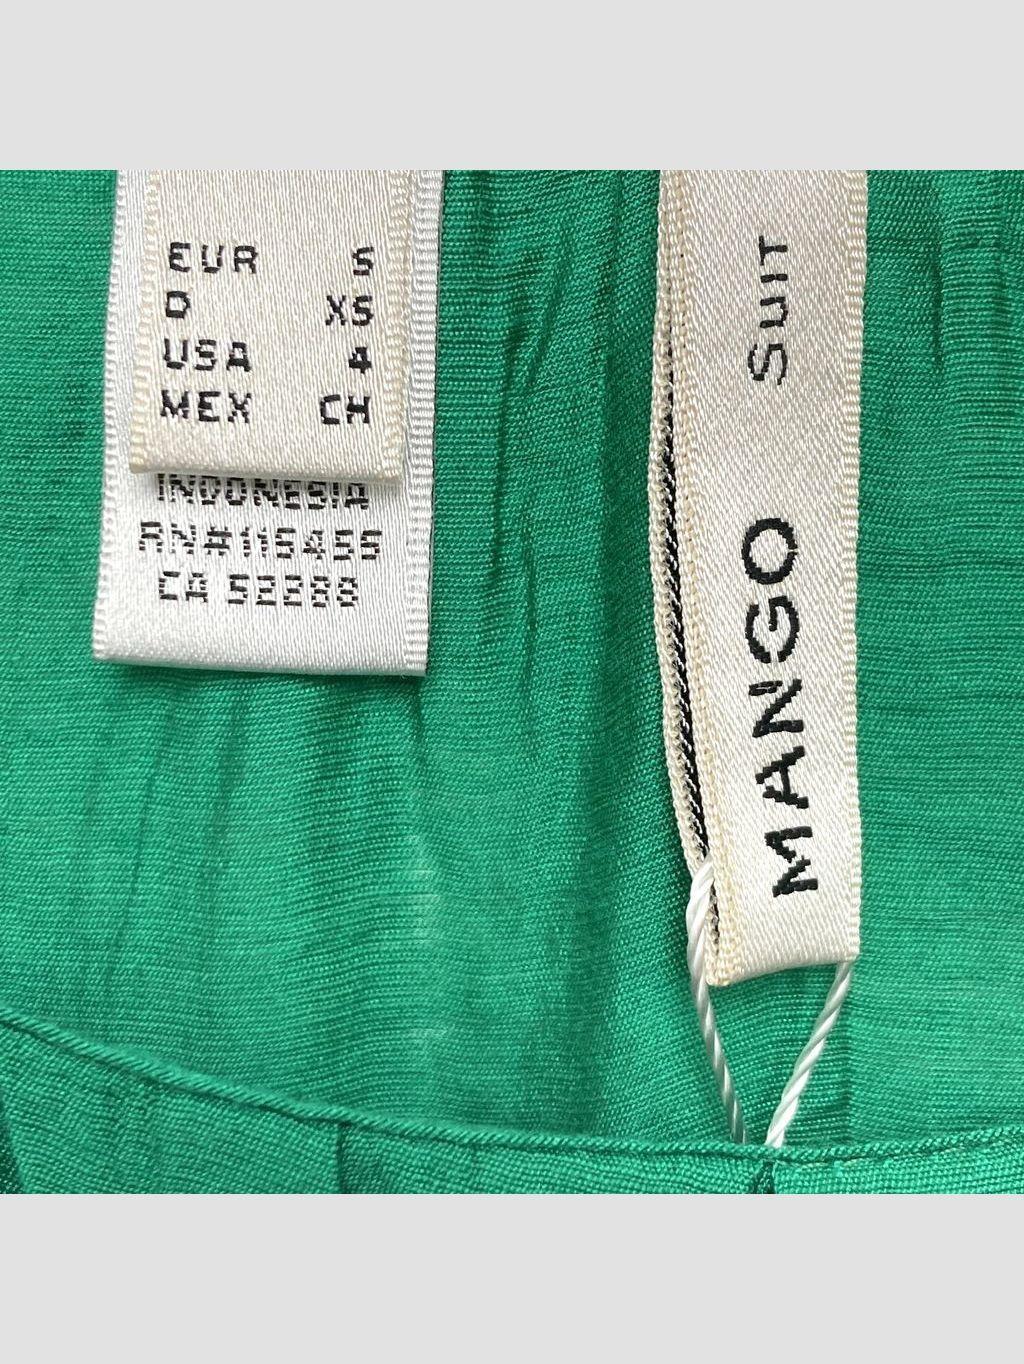 EUR S
D XS
USA 4
MEX CH
INDONESIA
RN#115455
CA 52288
MANGO SUIT